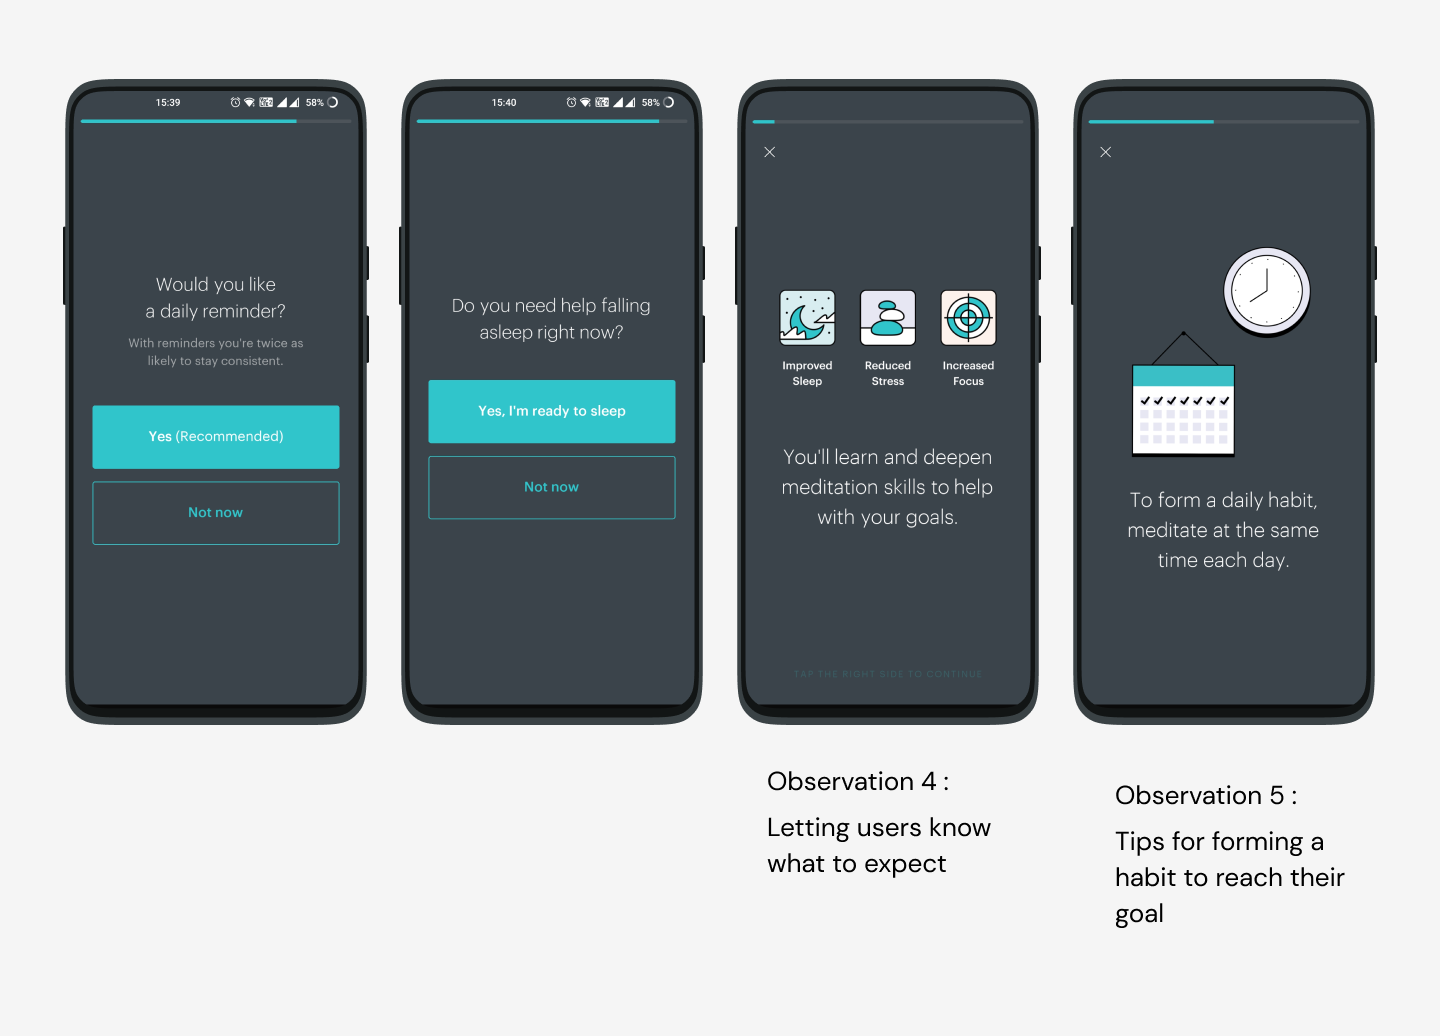 15:39
58%
Would you like
a daily reminder?
With reminders you're twice as
likely to stay consistent.
Yes (Recommended)
Not now
15:40
58%
Do you need help falling
asleep right now?
Yes, I'm ready to sleep
Not now
Improved
Sleep
Reduced
Stress
Increased
Focus
You'll learn and deepen
meditation skills to help
with your goals.
TAP THE RIGHT SIDE TO CONTINUE
To form a daily habit,
meditate at the same
time each day.
Observation 4 :
Letting users know
what to expect
Observation 5 :
Tips for forming a
habit to reach their
goal